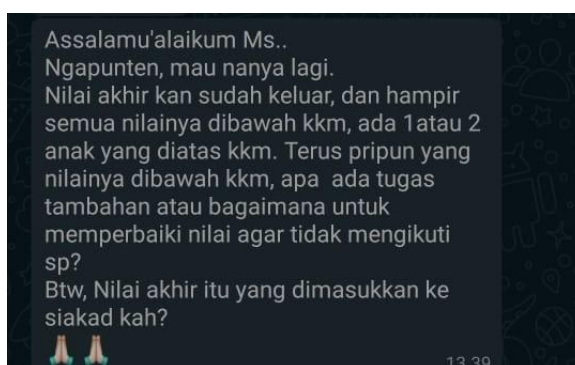 Assalamu'alaikum Ms..
Ngapunten, mau nanya lagi.
Nilai akhir kan sudah keluar, dan hampir
semua nilainya dibawah kkm, ada 1atau 2
anak yang diatas kkm. Terus pripun yang
nilainya dibawah kkm, apa  ada tugas
tambahan atau bagaimana untuk
memperbaiki nilai agar tidak mengikuti
sp?
Btw, Nilai akhir itu yang dimasukkan ke
siakad kah?
🙏🏻🙏🏻
13.39